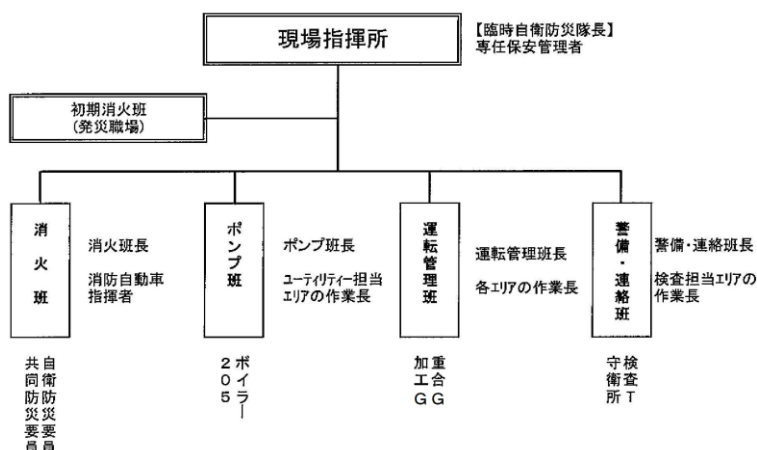 現場指揮所
【臨時自衛防災隊長】
専任保安管理者
初期消火班
(発災職場)
消火班
消火班長
消防自動車
指揮者
ポンプ班
ポンプ班長
ユーティリティー担当
エリアの作業長
運転管理班
運転管理班長
各エリアの作業長
警備・連絡班
警備・連絡班長
検査担当エリアの
作業長
自衛防災要員
共同防災要員
ボイラー
205
重合G
加工G
検査T
守衛所